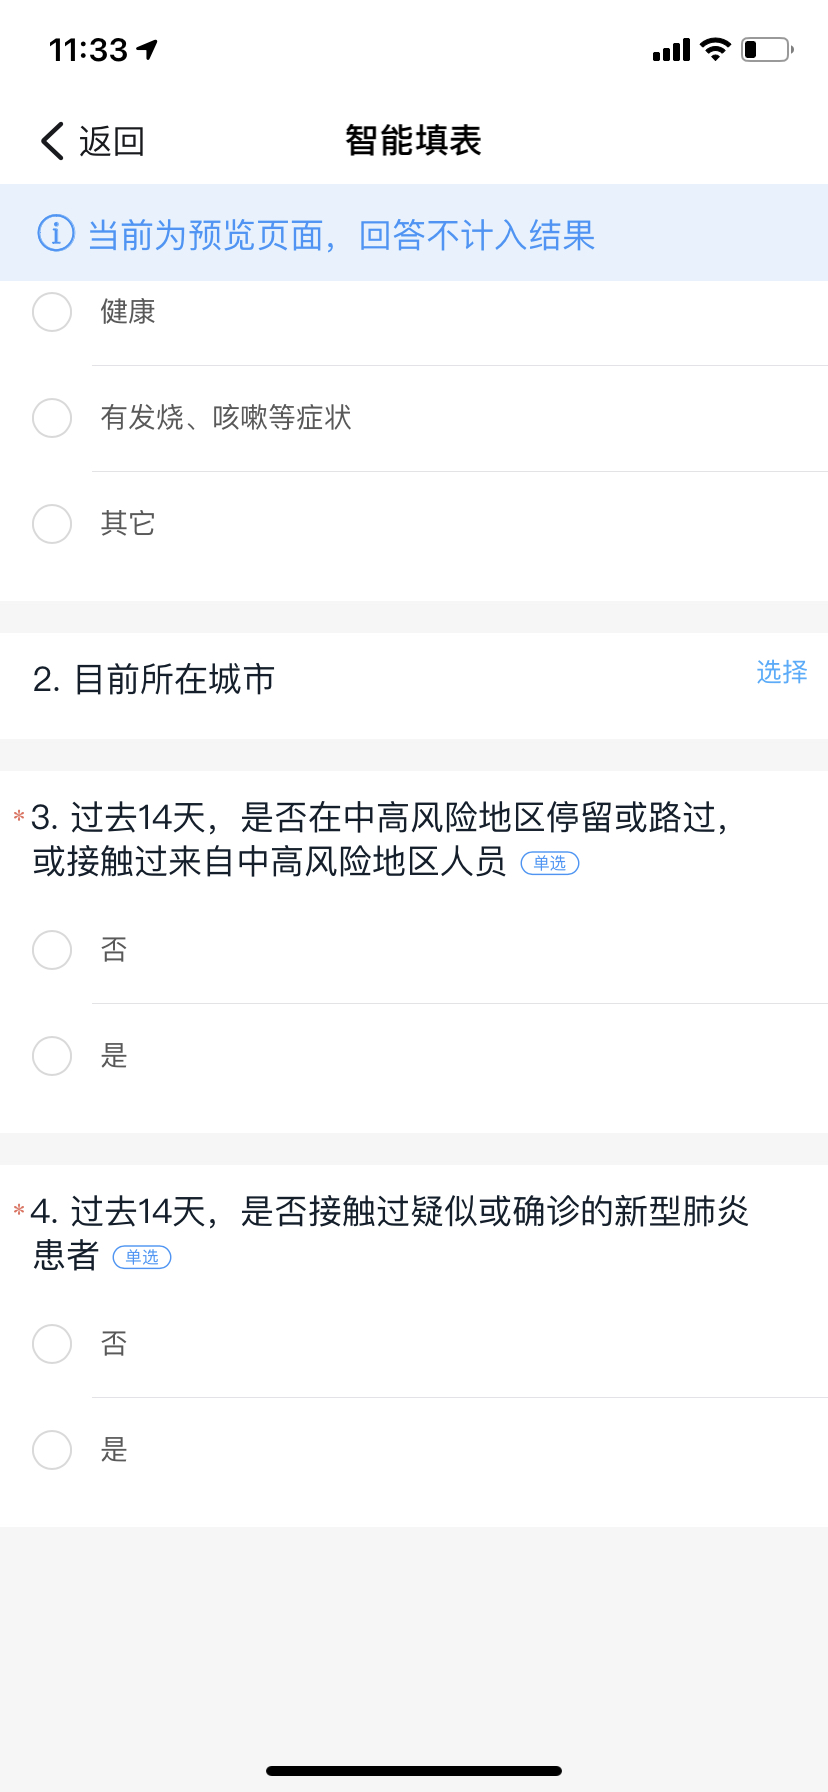 11:33
返回
智能填表
当前为预览页面，回答不计入结果
健康
有发烧、咳嗽等症状
其它
2. 目前所在城市
选择
*3. 过去14天，是否在中高风险地区停留或路过，
或接触过来自中高风险地区人员 单选
否
是
*4. 过去14天，是否接触过疑似或确诊的新型肺炎
患者 单选
否
是